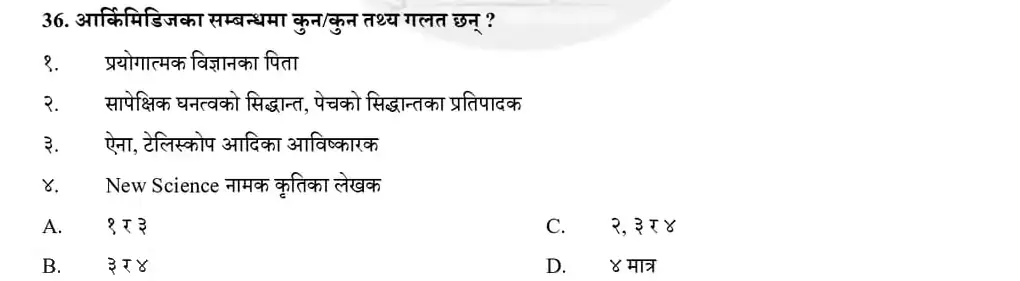 36. आर्किमिडिजका सम्बन्धमा कुन/कुन तथ्य गलत छन् ?
१. प्रयोगात्मक विज्ञानका पिता
२. सापेक्षिक घनत्वको सिद्धान्त, पेचको सिद्धान्तका प्रतिपादक
३. ऐना, टेलिस्कोप आदिका आविष्कारक
४. New Science नामक कृतिका लेखक
A. १ र ३ C. २, ३ र ४
B. ३ र ४ D. ४ मात्र